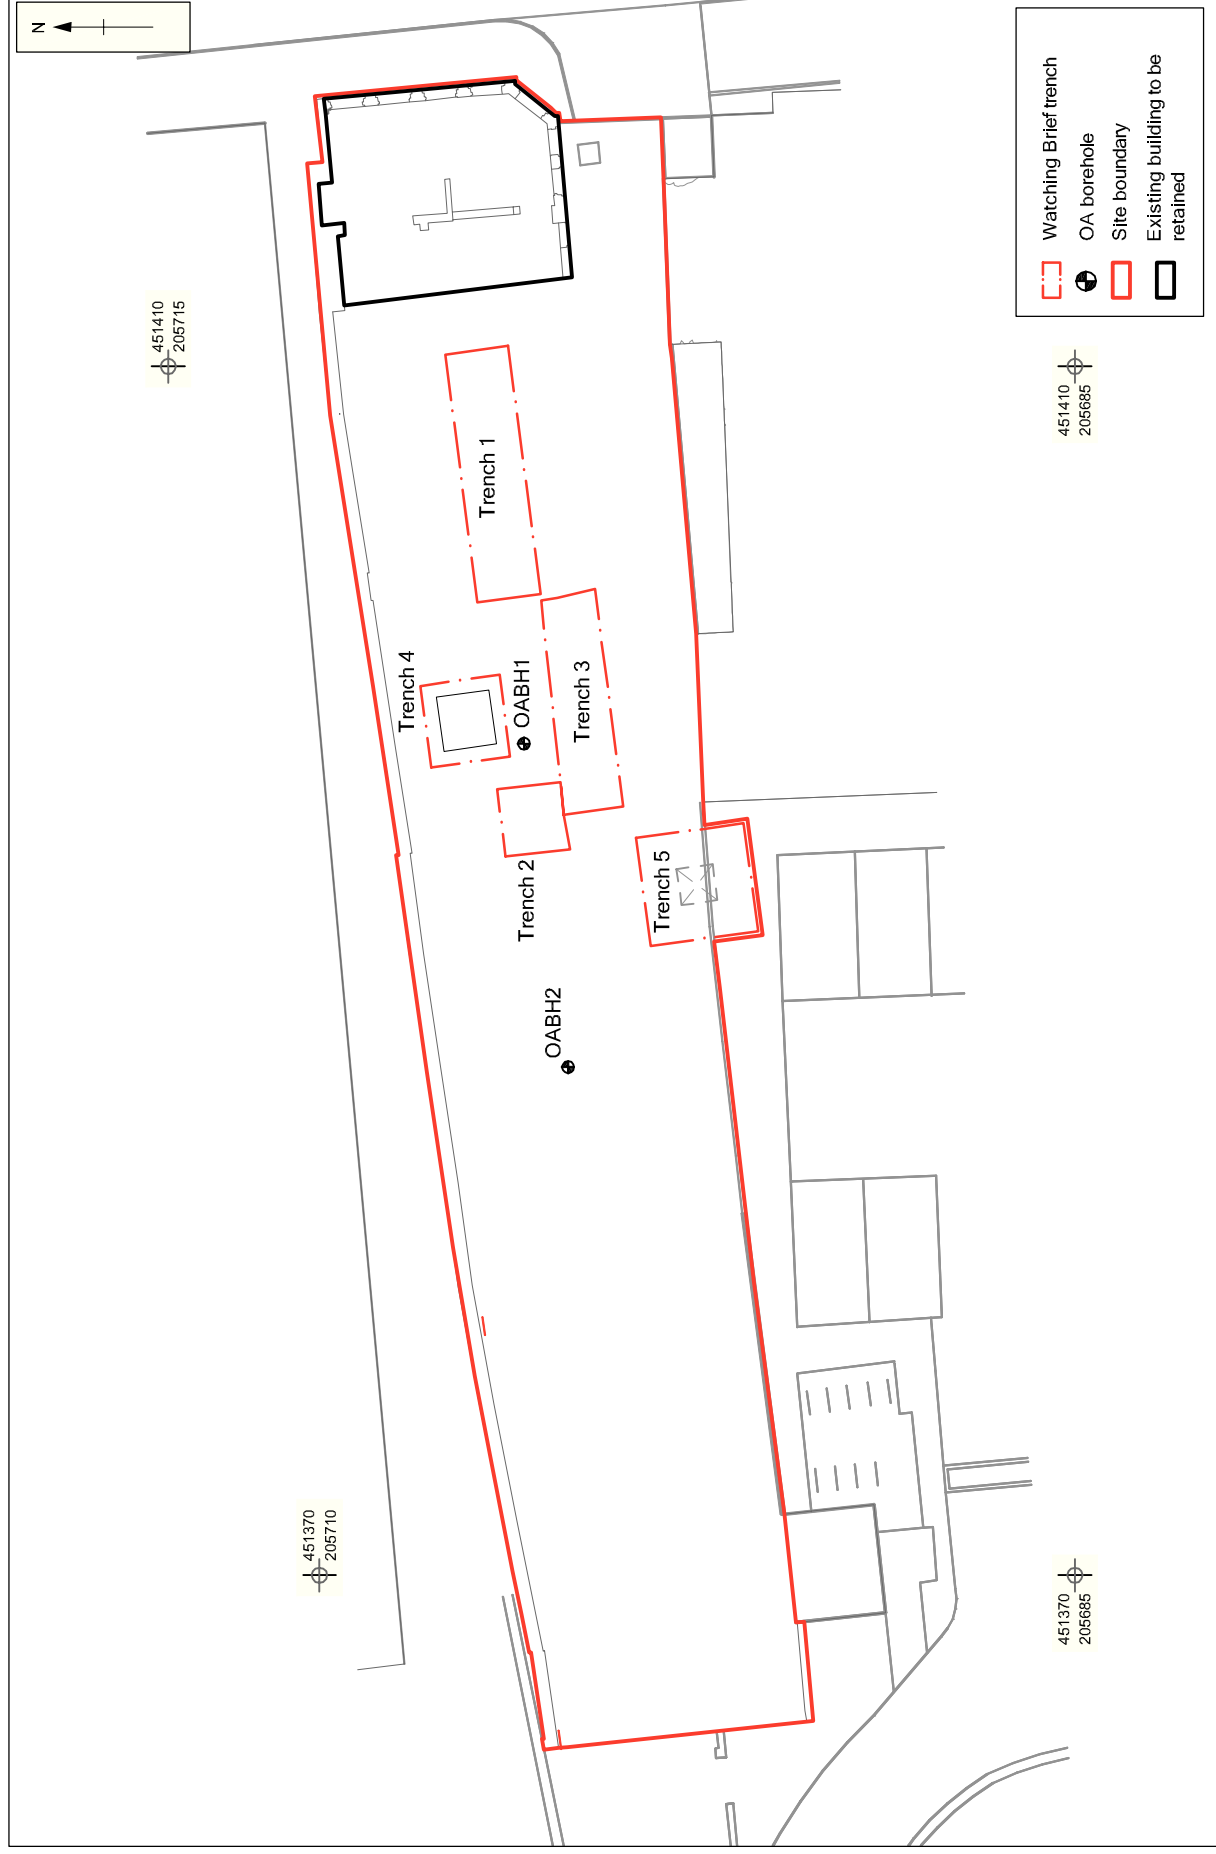 N
451410
205715
451370
205710
Trench 4
Trench 1
OABH1
Trench 2
Trench 3
OABH2
Trench 5
451370
205685
451410
205685
Watching Brief trench
OA borehole
Site boundary
Existing building to be
retained